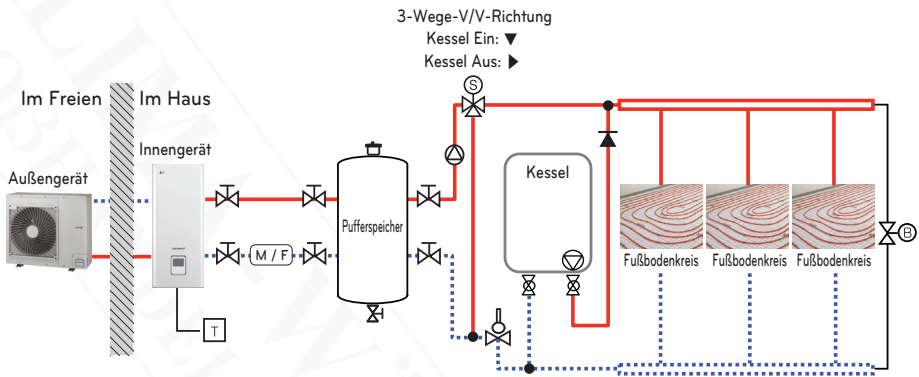 3-Wege-V/V-Richtung
Kessel Ein: ▼
Kessel Aus: ▶
Im Freien
Im Haus
S
Innengerät
Außengerät
Kessel
Pufferspeicher
M / F
B
Fußbodenkreis
Fußbodenkreis
Fußbodenkreis
T